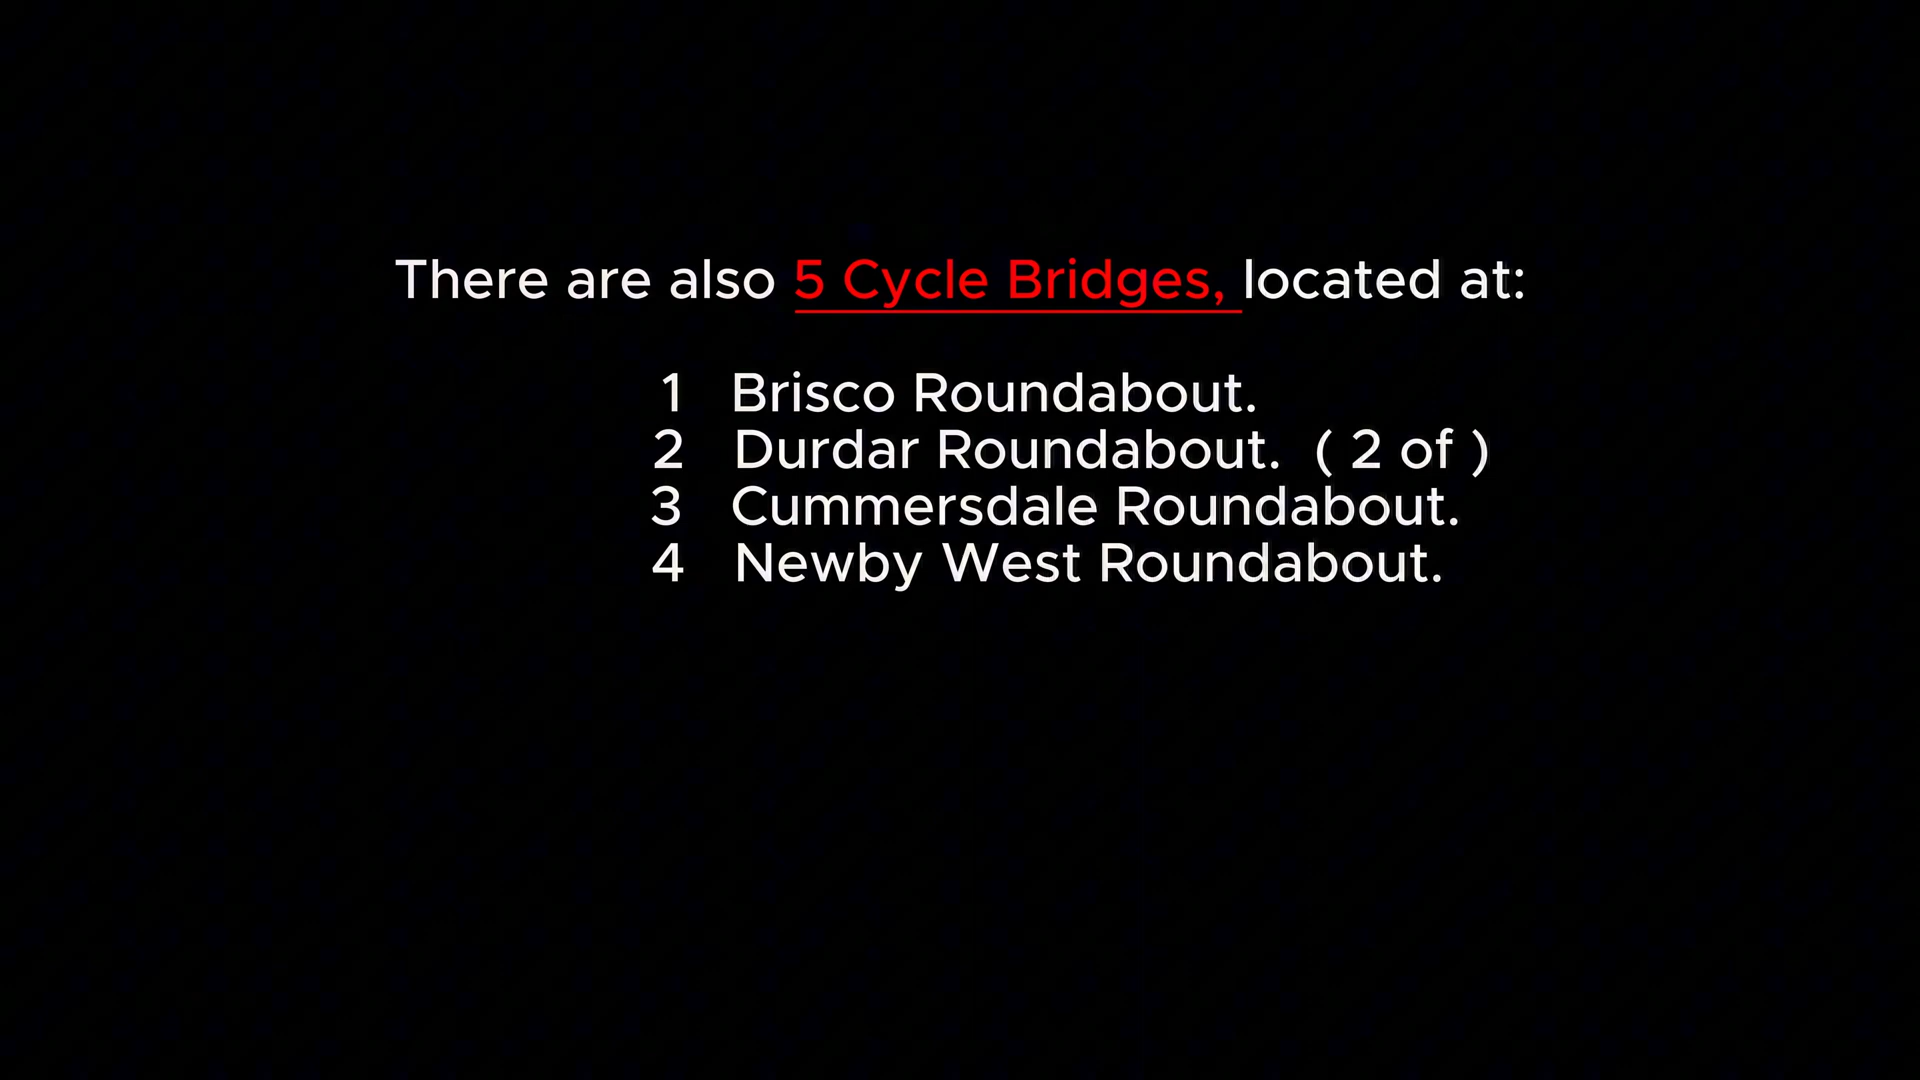 There are also 5 Cycle Bridges, located at:
1 Brisco Roundabout.
2 Durdar Roundabout. ( 2 of )
3 Cummersdale Roundabout.
4 Newby West Roundabout.